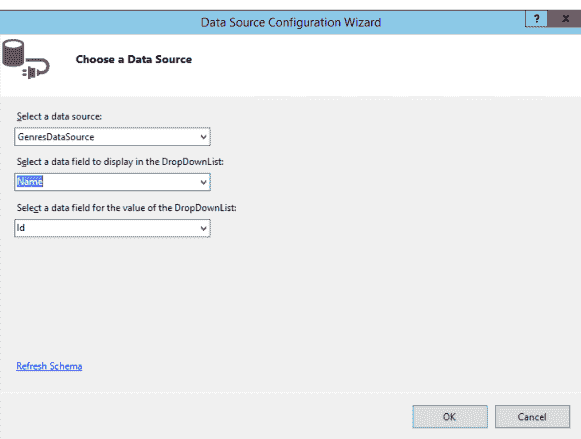 Data Source Configuration Wizard
?
x
Choose a Data Source
Select a data source:
GenresDataSource
Select a data field to display in the DropDownList:
Name
Select a data field for the value of the DropDownList:
Id
Refresh Schema
OK
Cancel